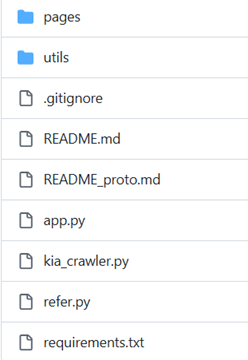 pages
utils
.gitignore
README.md
README_proto.md
app.py
kia_crawler.py
refer.py
requirements.txt